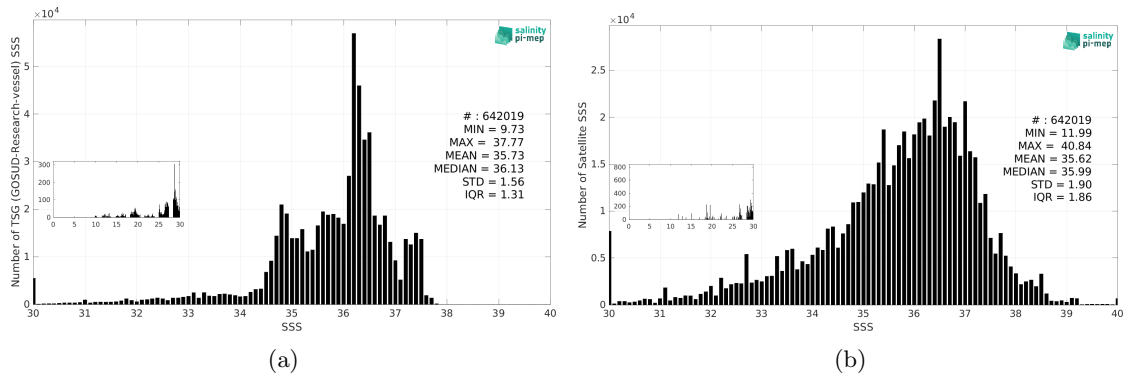 ×10⁴
salinity
pi-mep
# : 642019
MIN = 9.73
MAX = 37.77
MEAN = 35.73
MEDIAN = 36.13
STD = 1.56
IQR = 1.31
Number of TSG (GOSUD-Research-vessel) SSS
5
4
3
2
1
0
300
200
100
0
0 5 10 15 20 25 30
30 31 32 33 34 35 36 37 38 39 40
SSS
(a)
×10⁴
salinity
pi-mep
# : 642019
MIN = 11.99
MAX = 40.84
MEAN = 35.62
MEDIAN = 35.99
STD = 1.90
IQR = 1.86
Number of Satellite SSS
2.5
2
1.5
1
0.5
0
800
600
400
200
0
0 5 10 15 20 25 30
30 31 32 33 34 35 36 37 38 39 40
SSS
(b)